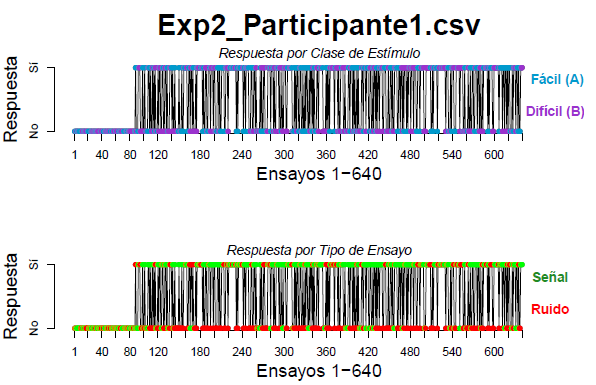 Exp2_Participante1.csv
Respuesta por Clase de Estímulo
Respuesta
Sí
No
Fácil (A)
Difícil (B)
1 40 80 120 180 240 300 360 420 480 540 600
Ensayos 1-640
Respuesta por Tipo de Ensayo
Respuesta
Sí
No
Señal
Ruido
1 40 80 120 180 240 300 360 420 480 540 600
Ensayos 1-640